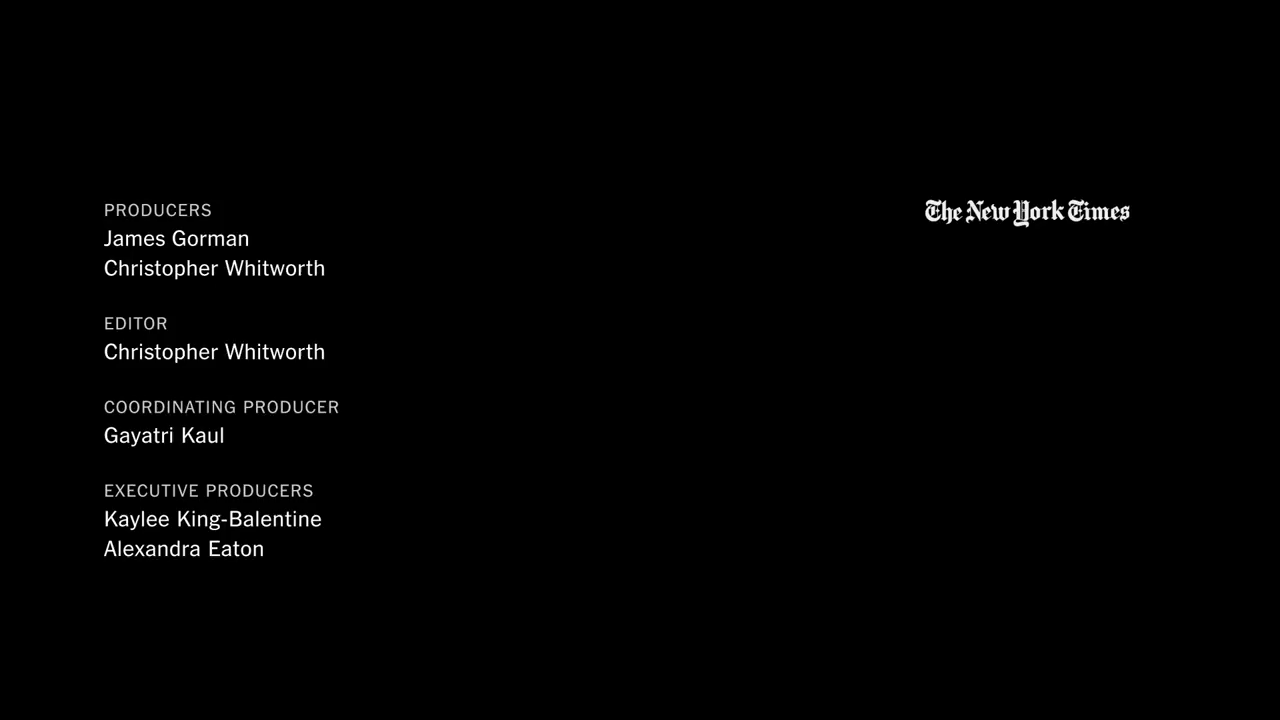 PRODUCERS
James Gorman
Christopher Whitworth
EDITOR
Christopher Whitworth
COORDINATING PRODUCER
Gayatri Kaul
EXECUTIVE PRODUCERS
Kaylee King-Balentine
Alexandra Eaton
The New York Times